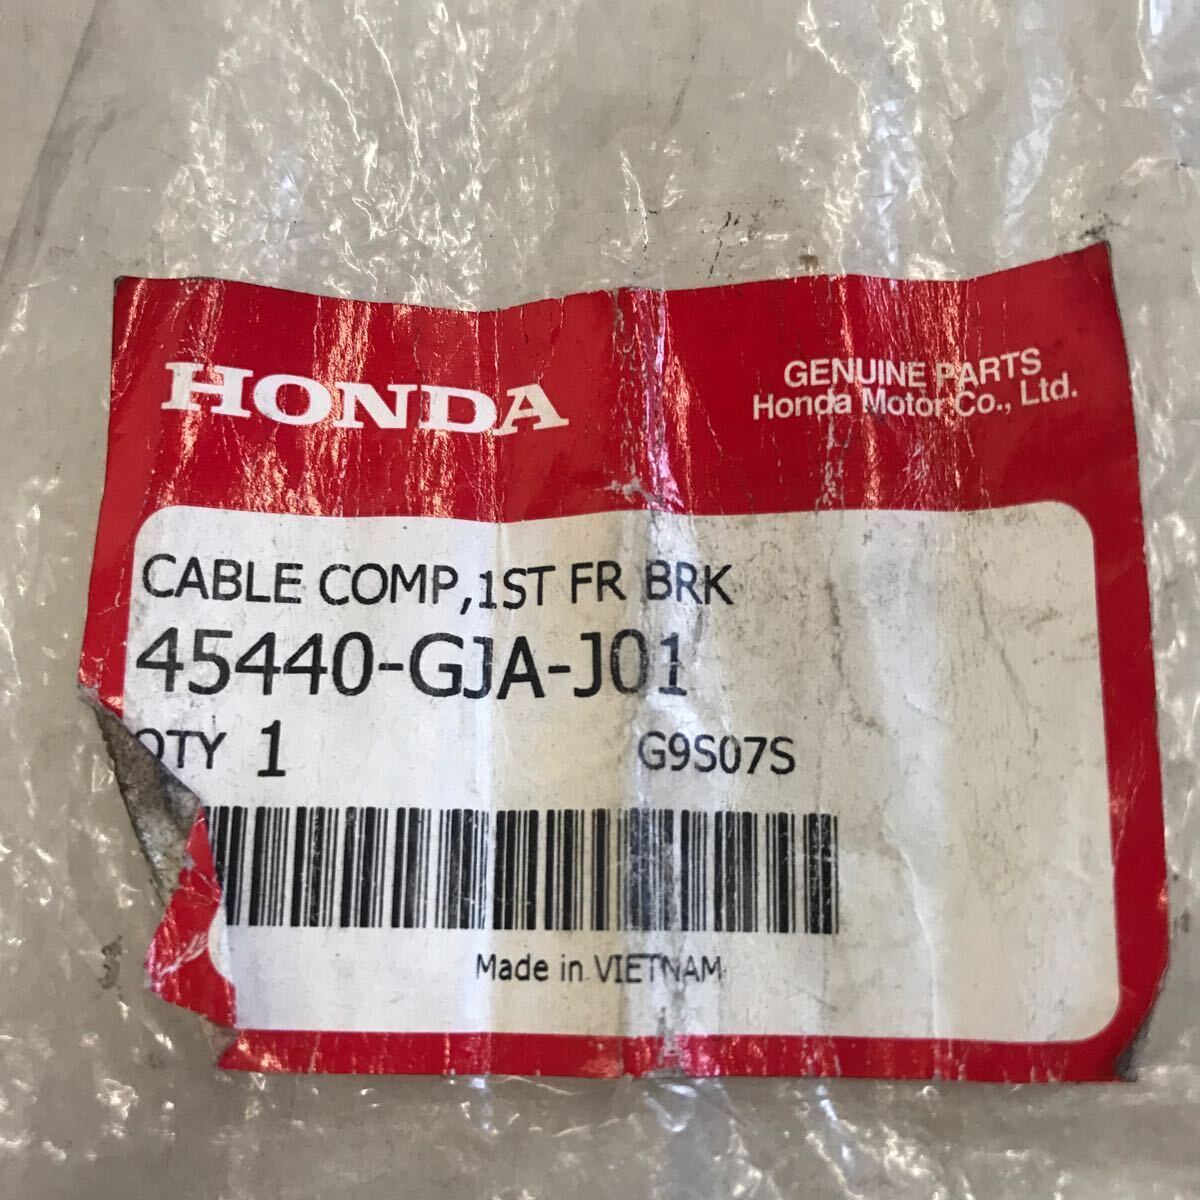 HONDA
GENUINE PARTS
Honda Motor Co., Ltd.
CABLE COMP,1ST FR BRK
45440-GJA-J01
QTY 1
G9S07S
Made in VIETNAM